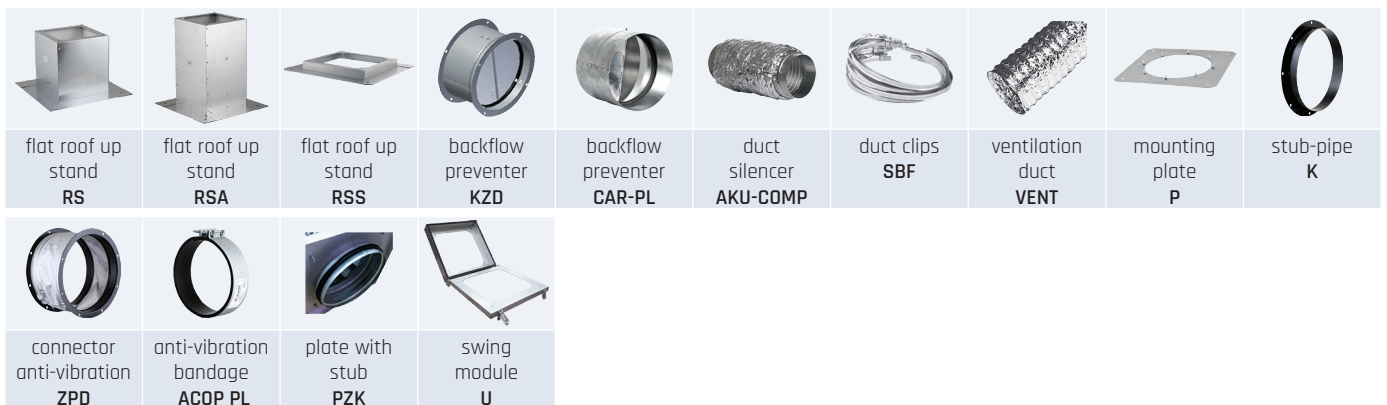 flat roof up
stand
RS
flat roof up
stand
RSA
flat roof up
stand
RSS
backflow
preventer
KZD
backflow
preventer
CAR-PL
duct
silencer
AKU-COMP
duct clips
SBF
ventilation
duct
VENT
mounting
plate
P
stub-pipe
K
connector
anti-vibration
ZPD
anti-vibration
bandage
ACOP PL
plate with
stub
PZK
swing
module
U